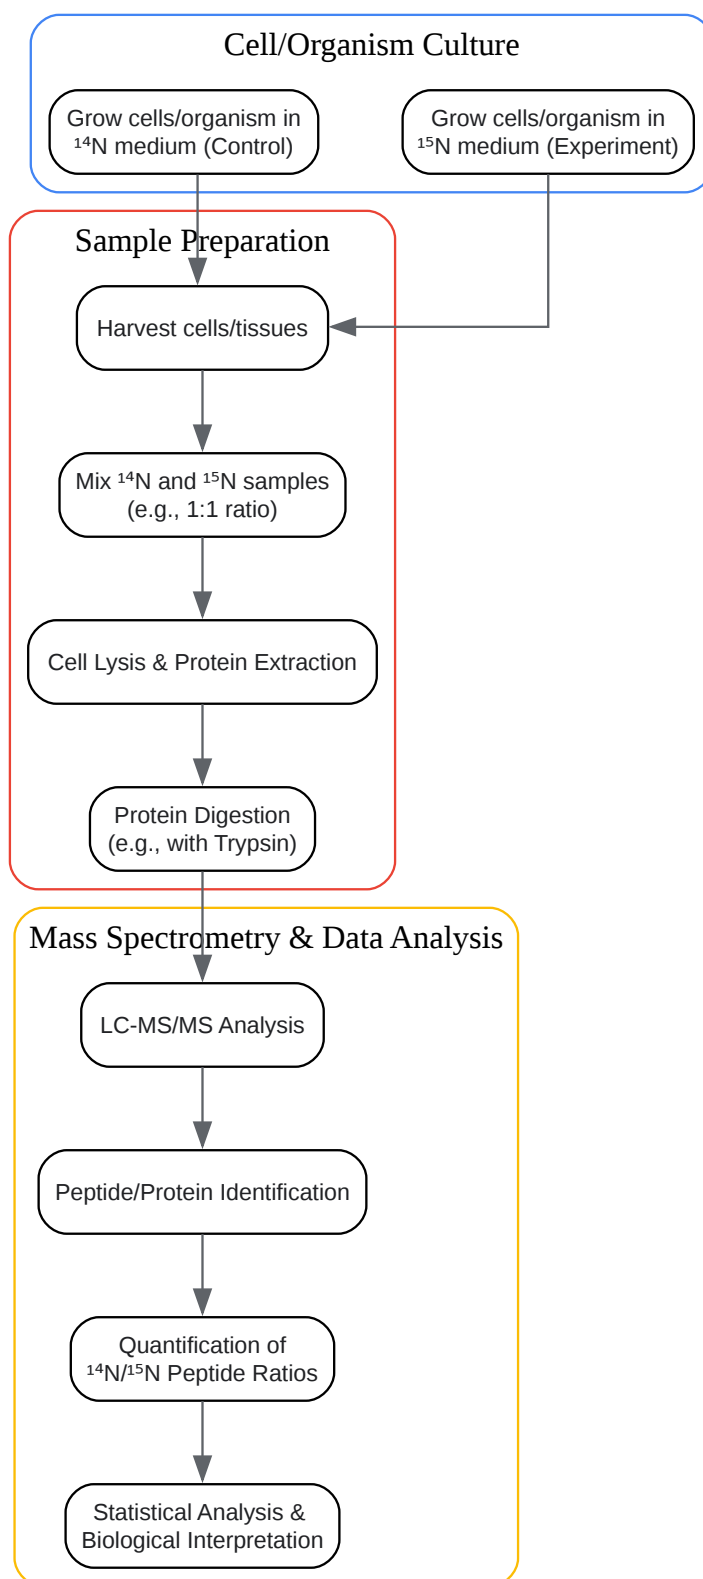 Cell/Organism Culture
Grow cells/organism in
¹⁴N medium (Control)
Grow cells/organism in
¹⁵N medium (Experiment)
Sample Preparation
Harvest cells/tissues
Mix ¹⁴N and ¹⁵N samples
(e.g., 1:1 ratio)
Cell Lysis & Protein Extraction
Protein Digestion
(e.g., with Trypsin)
Mass Spectrometry & Data Analysis
LC-MS/MS Analysis
Peptide/Protein Identification
Quantification of
¹⁴N/¹⁵N Peptide Ratios
Statistical Analysis &
Biological Interpretation